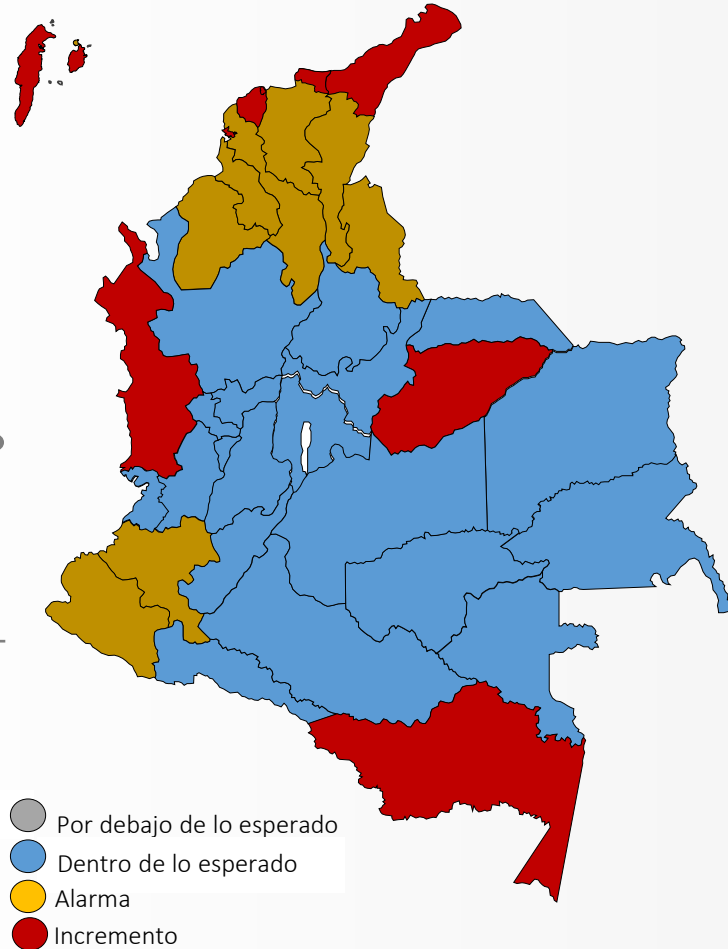 Por debajo de lo esperado
Dentro de lo esperado
Alarma
Incremento